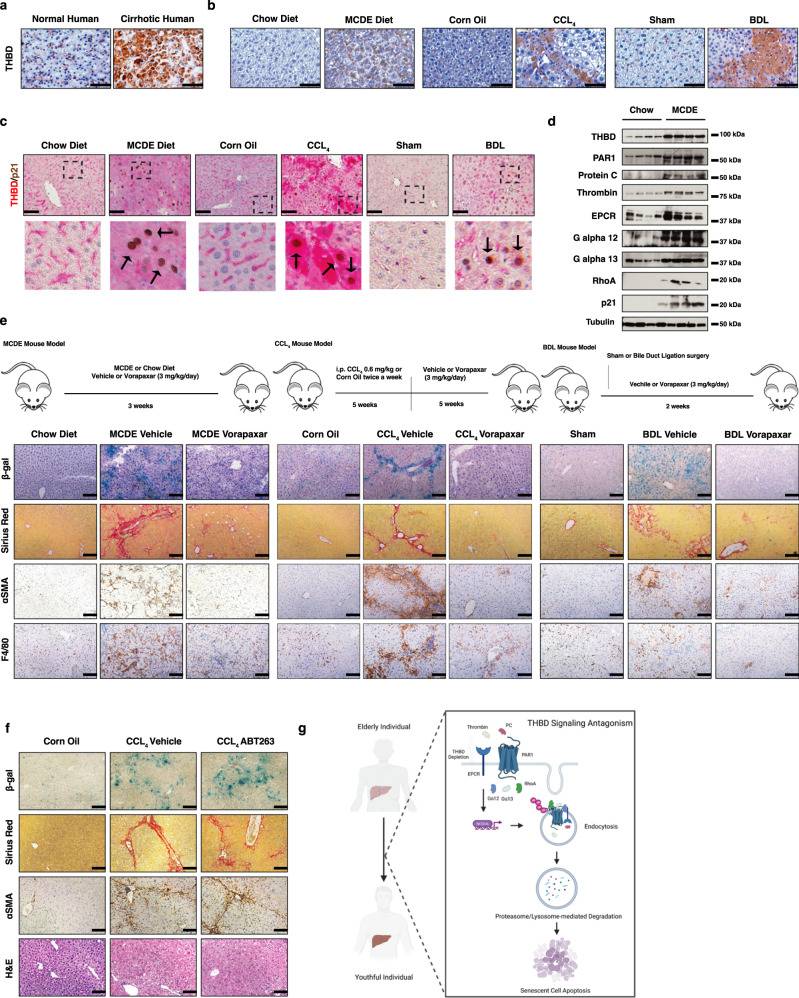 a
Normal Human Cirrhotic Human
THBD
b
Chow Diet MCDE Diet Corn Oil CCL4 Sham BDL
c
Chow Diet MCDE Diet Corn Oil CCL4 Sham BDL
THBD/p21
d
Chow MCDE
THBD 100 kDa
PAR1 50 kDa
Protein C 50 kDa
Thrombin 75 kDa
EPCR 37 kDa
G alpha 12 37 kDa
G alpha 13 37 kDa
RhoA 20 kDa
p21 20 kDa
Tubulin 50 kDa
e
MCDE Mouse Model
MCDE or Chow Diet
Vehicle or Vorapaxar (3 mg/kg/day)
3 weeks
CCL4 Mouse Model
i.p. CCL4 0.6 mg/kg or
Corn Oil twice a week
5 weeks
Vehicle or Vorapaxar
(3 mg/kg/day)
5 weeks
BDL Mouse Model
Sham or Bile Duct Ligation surgery
Vechile or Vorapaxar (3 mg/kg/day)
2 weeks
Chow Diet MCDE Vehicle MCDE Vorapaxar Corn Oil CCL4 Vehicle CCL4 Vorapaxar Sham BDL Vehicle BDL Vorapaxar
β-gal
Sirius Red
αSMA
F4/80
f
Corn Oil CCL4 Vehicle CCL4 ABT263
β-gal
Sirius Red
αSMA
H&E
g
Elderly Individual
Youthful Individual
THBD Signaling Antagonism
Thrombin PC
THBD
Depletion
PAR1
EPCR
RhoA
Gα12 Gα13
Endocytosis
Proteasome/Lysosome-mediated Degradation
Senescent Cell Apoptosis